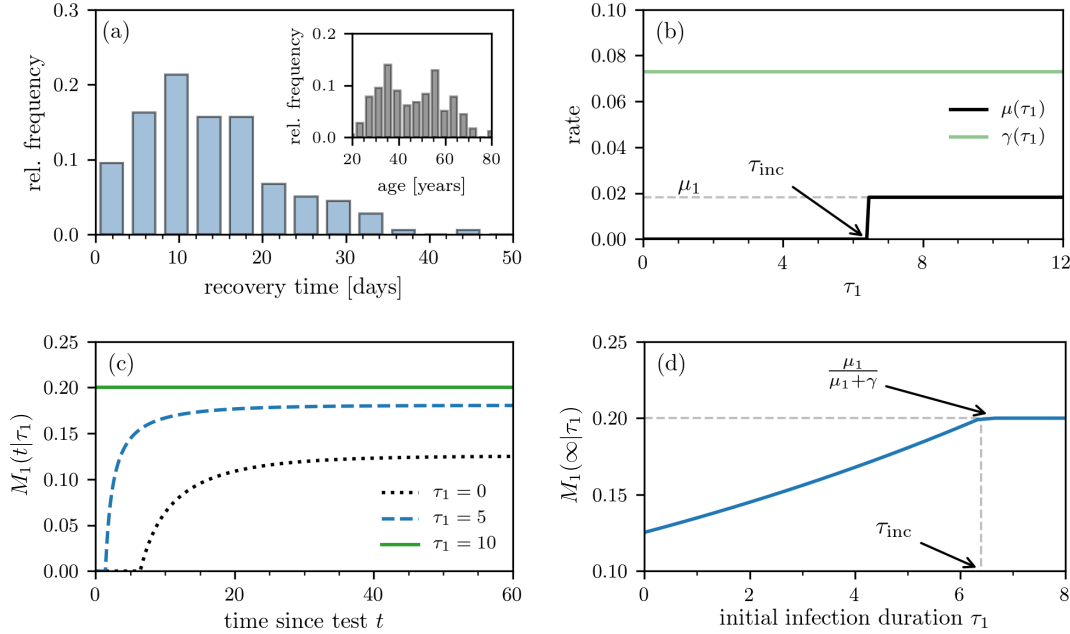 (a)
rel. frequency
0.3
0.2
0.1
0.0
0 10 20 30 40 50
recovery time [days]
rel. frequency
0.2
0.1
0.0
20 40 60 80
age [years]
(b)
rate
0.10
0.08
0.06
0.04
0.02
0.00
μ(τ₁)
γ(τ₁)
τinc
μ₁
0 4 8 12
τ₁
(c)
M₁(t|τ₁)
0.25
0.20
0.15
0.10
0.05
0.00
τ₁ = 0
τ₁ = 5
τ₁ = 10
0 20 40 60
time since test t
(d)
M₁(∞|τ₁)
0.25
0.20
0.15
0.10
μ₁
μ₁+γ
τinc
0 2 4 6 8
initial infection duration τ₁